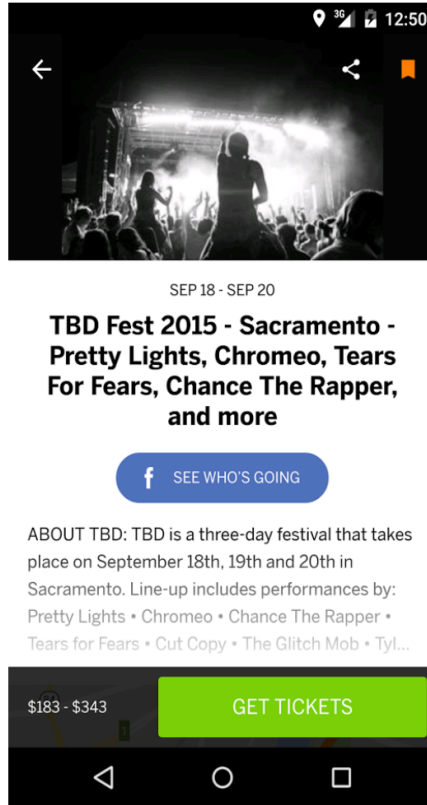 3G 12:50
SEP 18 - SEP 20
TBD Fest 2015 - Sacramento -
Pretty Lights, Chromeo, Tears
For Fears, Chance The Rapper,
and more
f SEE WHO'S GOING
ABOUT TBD: TBD is a three-day festival that takes
place on September 18th, 19th and 20th in
Sacramento. Line-up includes performances by:
Pretty Lights • Chromeo • Chance The Rapper •
Tears for Fears • Cut Copy • The Glitch Mob • Tyl...
$183 - $343 GET TICKETS